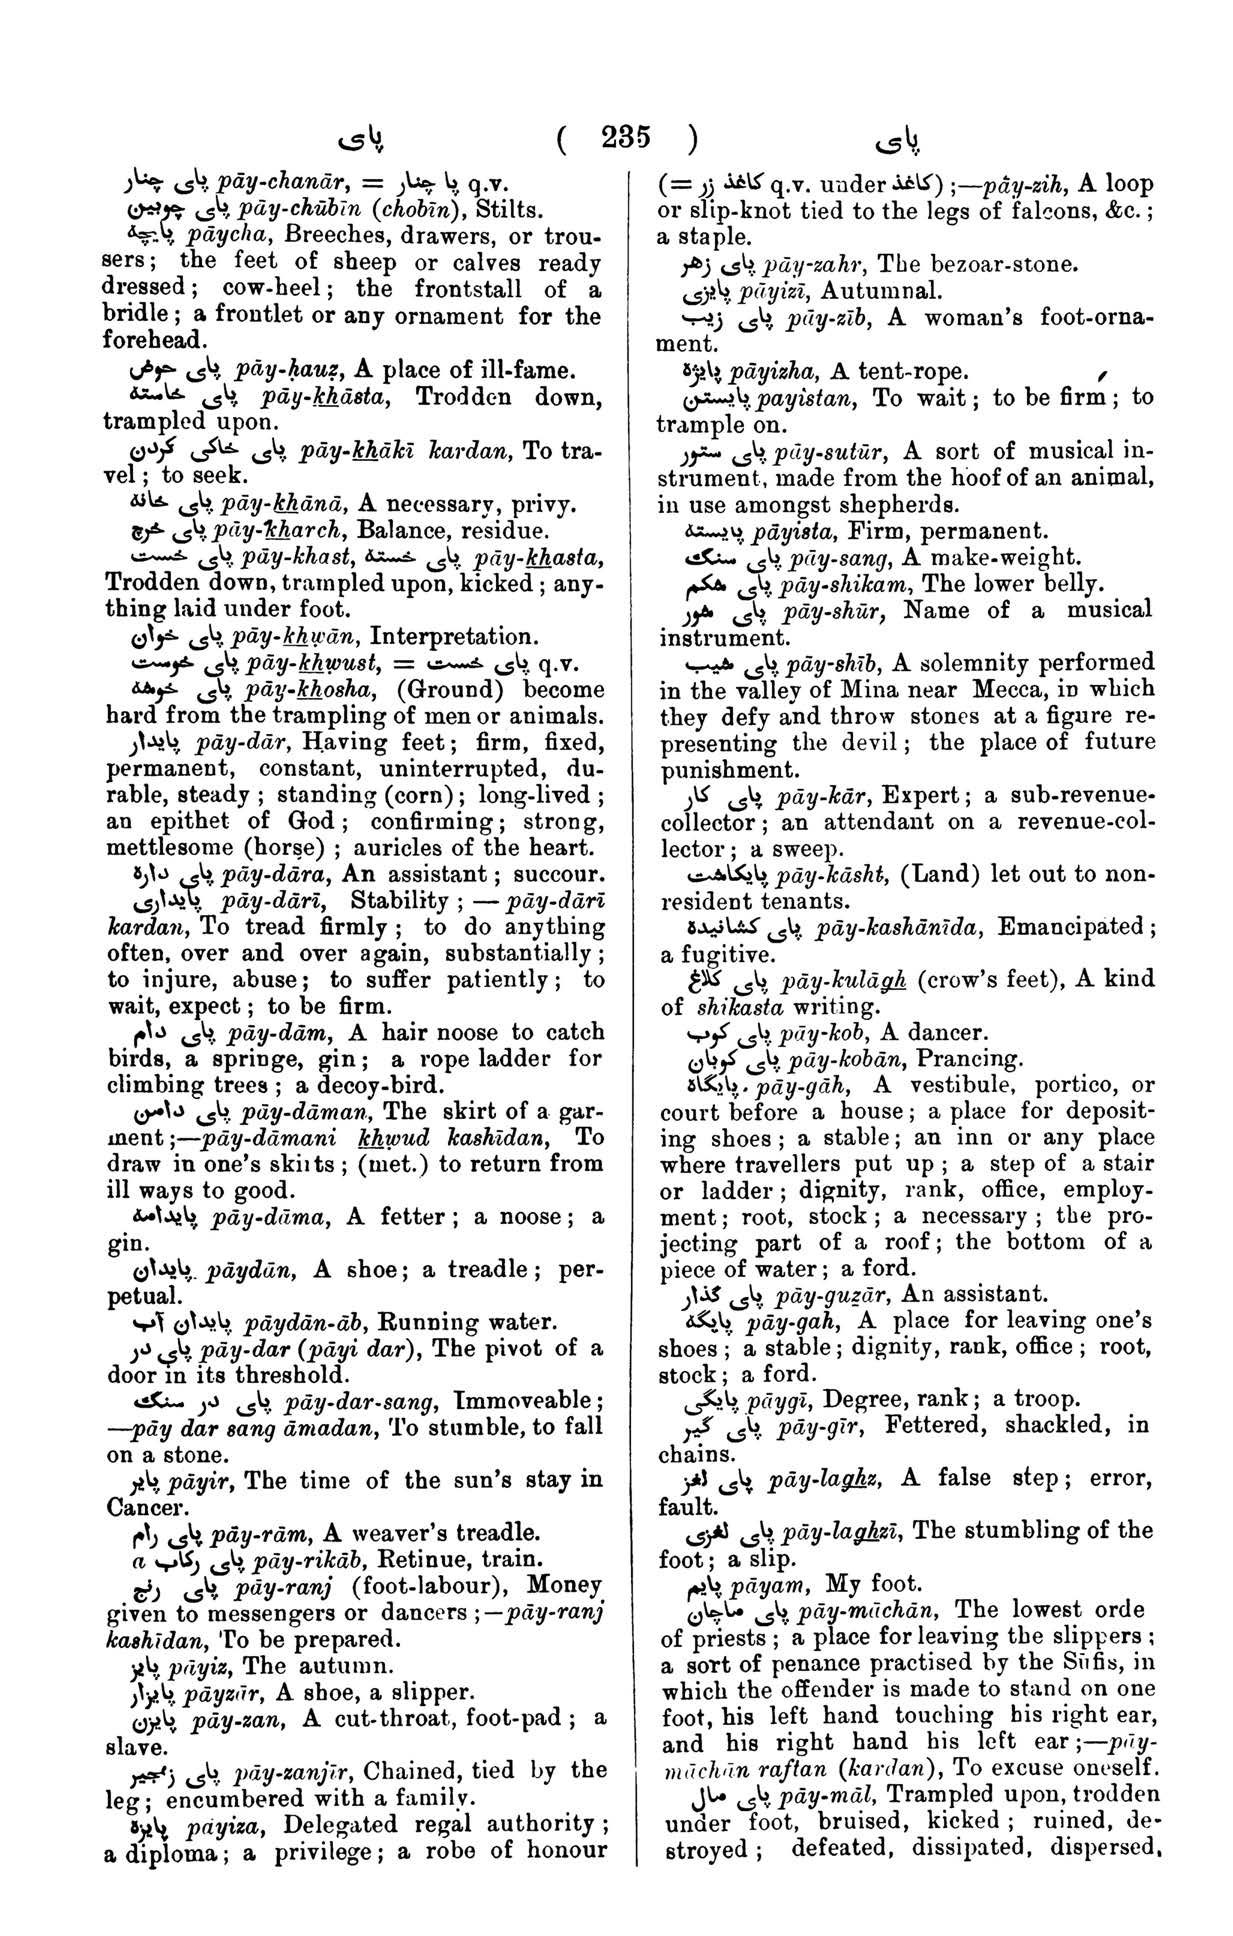 پای ( 235 ) پای
پای چنار pāy-chanār, = پا چنار q.v.
پای چوبین pāy-chūbīn (chobīn), Stilts.
پایچه pāycha, Breeches, drawers, or trou-
sers; the feet of sheep or calves ready
dressed; cow-heel; the frontstall of a
bridle; a frontlet or any ornament for the
forehead.
پای حوض pāy-ḥauẓ, A place of ill-fame.
پای خاسته pāy-khāsta, Trodden down,
trampled upon.
پای خاکی کردن pāy-khākī kardan, To tra-
vel; to seek.
پای خانه pāy-khānā, A necessary, privy.
پای خرج pāy-kharch, Balance, residue.
پای خست pāy-khast, پای خسته pāy-khasta,
Trodden down, trampled upon, kicked; any-
thing laid under foot.
پای خوان pāy-khwān, Interpretation.
پای خوست pāy-khwust, = پای خست q.v.
پای خوشه pāy-khosha, (Ground) become
hard from the trampling of men or animals.
پایدار pāy-dār, Having feet; firm, fixed,
permanent, constant, uninterrupted, du-
rable, steady; standing (corn); long-lived;
an epithet of God; confirming; strong,
mettlesome (horse); auricles of the heart.
پای داره pāy-dāra, An assistant; succour.
پایداری pāy-dārī, Stability; — pāy-dārī
kardan, To tread firmly; to do anything
often, over and over again, substantially;
to injure, abuse; to suffer patiently; to
wait, expect; to be firm.
پای دام pāy-dām, A hair noose to catch
birds, a springe, gin; a rope ladder for
climbing trees; a decoy-bird.
پای دامن pāy-dāman, The skirt of a gar-
ment;—pāy-dāmani khwud kashīdan, To
draw in one's skirts; (met.) to return from
ill ways to good.
پایدامه pāy-dāma, A fetter; a noose; a
gin.
پایدان pāydān, A shoe; a treadle; per-
petual.
پایدان آب pāydān-āb, Running water.
پای در pāy-dar (pāyi dar), The pivot of a
door in its threshold.
پای در سنگ pāy-dar-sang, Immoveable;
—pāy dar sang āmadan, To stumble, to fall
on a stone.
پایر pāyir, The time of the sun's stay in
Cancer.
پای رام pāy-rām, A weaver's treadle.
a پای رکاب pāy-rikāb, Retinue, train.
پای رنج pāy-ranj (foot-labour), Money
given to messengers or dancers;—pāy-ranj
kashīdan, To be prepared.
پایز pāyiz, The autumn.
پایزار pāyzār, A shoe, a slipper.
پایزن pāy-zan, A cut-throat, foot-pad; a
slave.
پای زنجیر pāy-zanjīr, Chained, tied by the
leg; encumbered with a family.
پایزه pāyiza, Delegated regal authority;
a diploma; a privilege; a robe of honour
(= کاغذ زر q.v. under کاغذ);—pāy-zih, A loop
or slip-knot tied to the legs of falcons, &c.;
a staple.
پای زهر pāy-zahr, The bezoar-stone.
پایزی pāyizī, Autumnal.
پای زیب pāy-zīb, A woman's foot-orna-
ment.
پایژه pāyizha, A tent-rope.
پایستن payistan, To wait; to be firm; to
trample on.
پای ستور pāy-sutūr, A sort of musical in-
strument, made from the hoof of an animal,
in use amongst shepherds.
پایسته pāyista, Firm, permanent.
پای سنگ pāy-sang, A make-weight.
پای شکم pāy-shikam, The lower belly.
پای شور pāy-shūr, Name of a musical
instrument.
پای شیب pāy-shīb, A solemnity performed
in the valley of Mina near Mecca, in which
they defy and throw stones at a figure re-
presenting the devil; the place of future
punishment.
پای کار pāy-kār, Expert; a sub-revenue-
collector; an attendant on a revenue-col-
lector; a sweep.
پایکاشت pāy-kāsht, (Land) let out to non-
resident tenants.
پای کشانیده pāy-kashānīda, Emancipated;
a fugitive.
پای کلاغ pāy-kulāgh (crow's feet), A kind
of shikasta writing.
پای کوب pāy-kob, A dancer.
پای کوبان pāy-kobān, Prancing.
پایگاه pāy-gāh, A vestibule, portico, or
court before a house; a place for deposit-
ing shoes; a stable; an inn or any place
where travellers put up; a step of a stair
or ladder; dignity, rank, office, employ-
ment; root, stock; a necessary; the pro-
jecting part of a roof; the bottom of a
piece of water; a ford.
پای گذار pāy-guẕār, An assistant.
پایگه pāy-gah, A place for leaving one's
shoes; a stable; dignity, rank, office; root,
stock; a ford.
پایگی pāygī, Degree, rank; a troop.
پای گیر pāy-gīr, Fettered, shackled, in
chains.
پای لغز pāy-laghz, A false step; error,
fault.
پای لغزی pāy-laghzī, The stumbling of the
foot; a slip.
پایم pāyam, My foot.
پای ماچان pāy-māchān, The lowest orde
of priests; a place for leaving the slippers;
a sort of penance practised by the Sūfīs, in
which the offender is made to stand on one
foot, his left hand touching his right ear,
and his right hand his left ear;—pāy-
māchān raftan (kardan), To excuse oneself.
پای مال pāy-māl, Trampled upon, trodden
under foot, bruised, kicked; ruined, de-
stroyed; defeated, dissipated, dispersed,